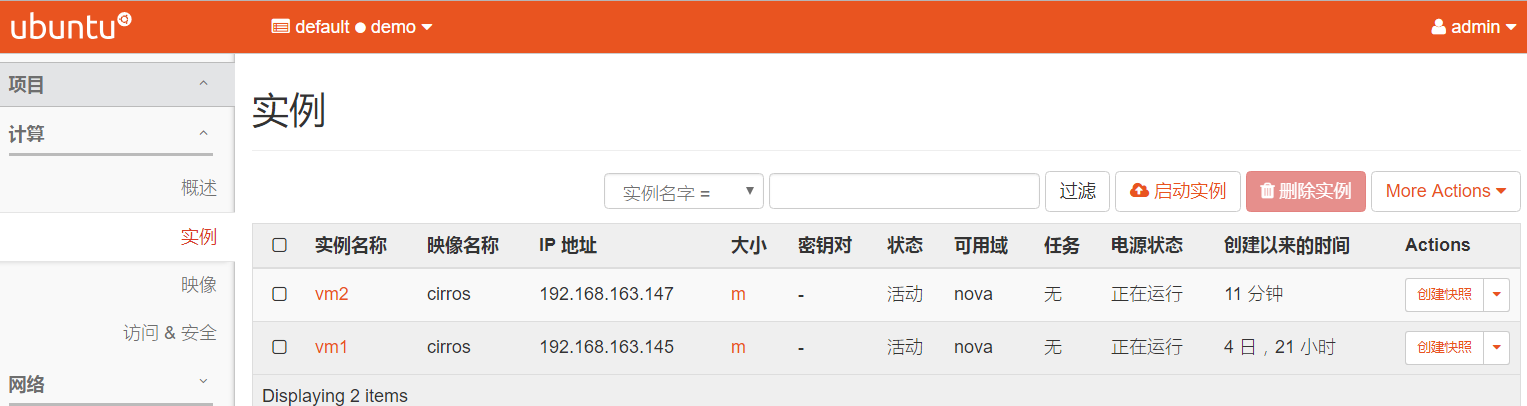 ubuntu default demo admin
项目
计算
概述
实例
映像
访问 & 安全
网络
实例
实例名字 = 过滤 启动实例 删除实例 More Actions
实例名称 映像名称 IP 地址 大小 密钥对 状态 可用域 任务 电源状态 创建以来的时间 Actions
vm2 cirros 192.168.163.147 m - 活动 nova 无 正在运行 11 分钟 创建快照
vm1 cirros 192.168.163.145 m - 活动 nova 无 正在运行 4 日，21 小时 创建快照
Displaying 2 items